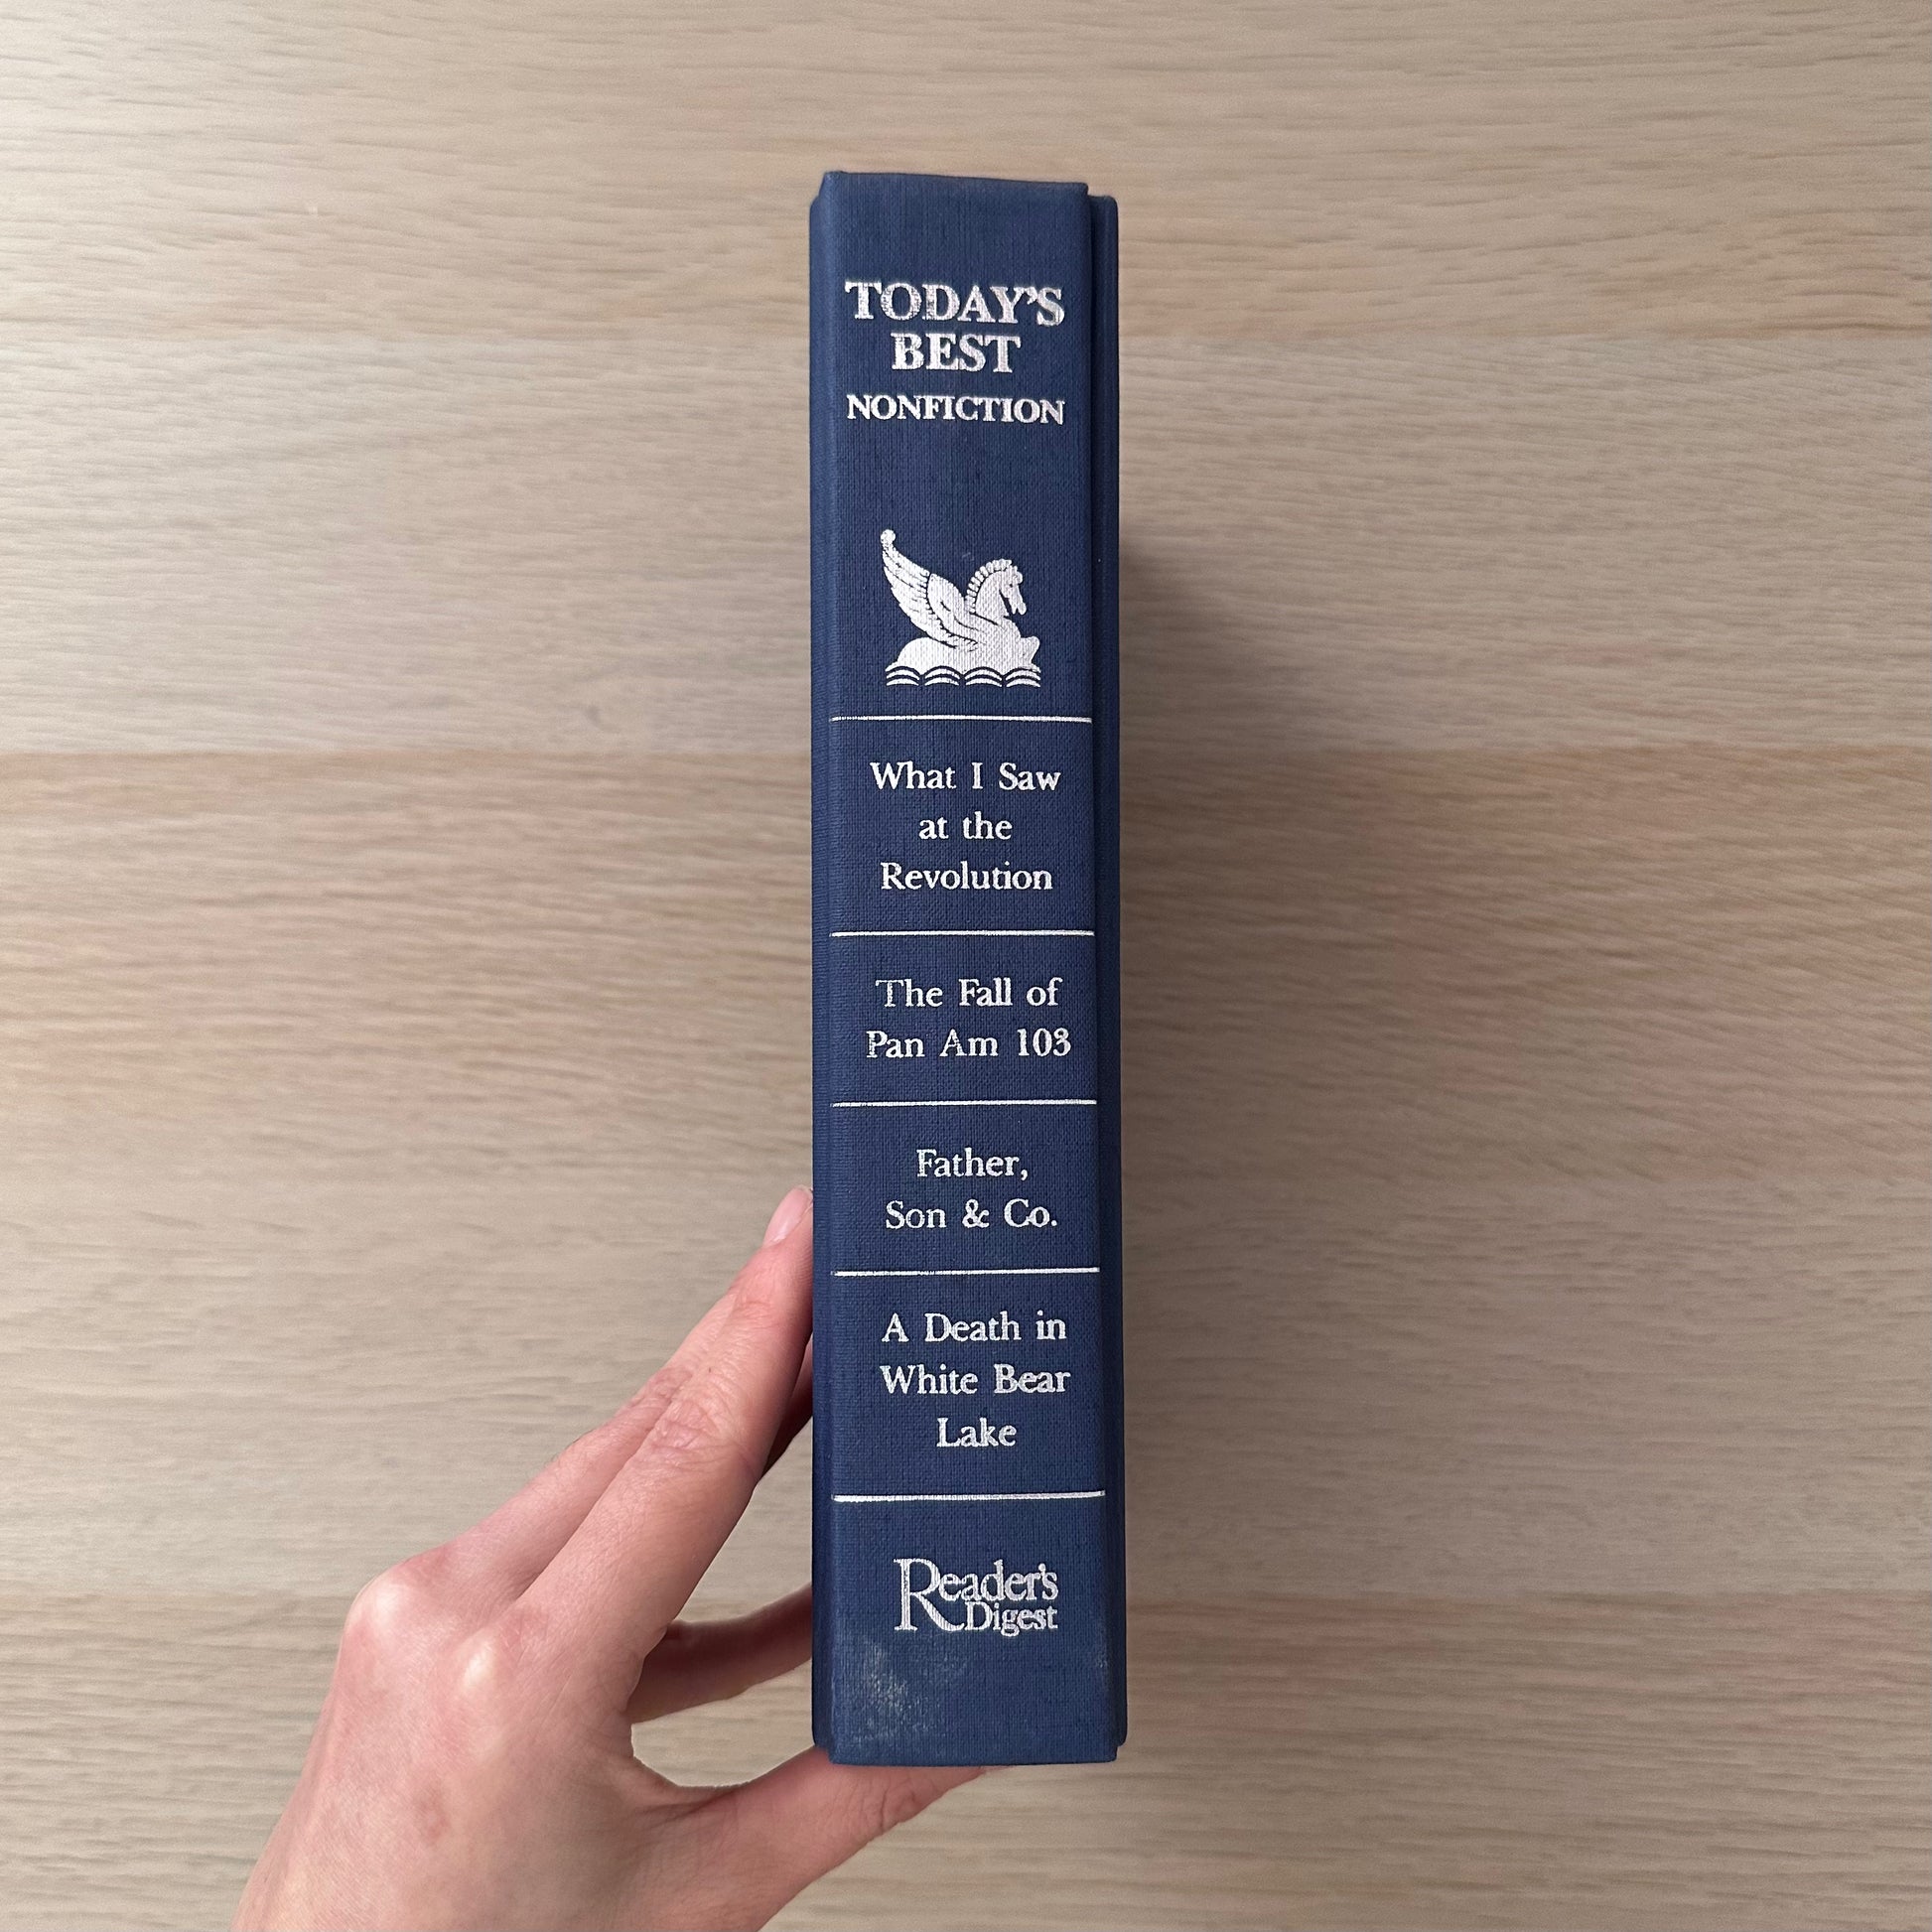 TODAY'S
BEST
NONFICTION
What I Saw
at the
Revolution
The Fall of
Pan Am 103
Father,
Son & Co.
A Death in
White Bear
Lake
Reader's
Digest